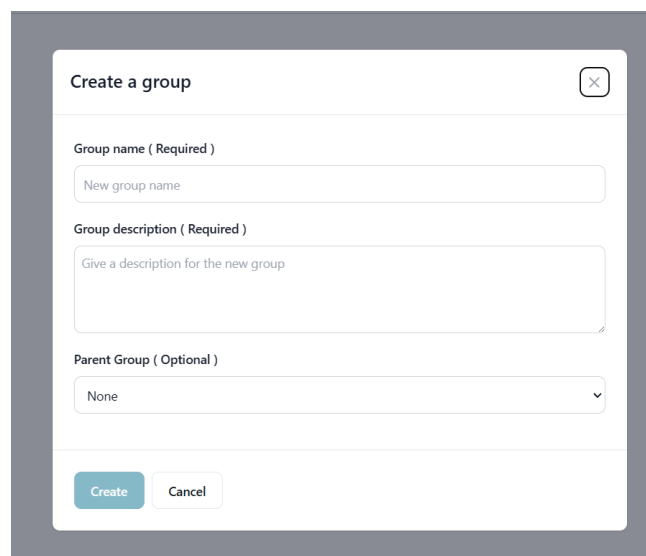 Create a group
Group name ( Required )
New group name
Group description ( Required )
Give a description for the new group
Parent Group ( Optional )
None
Create Cancel